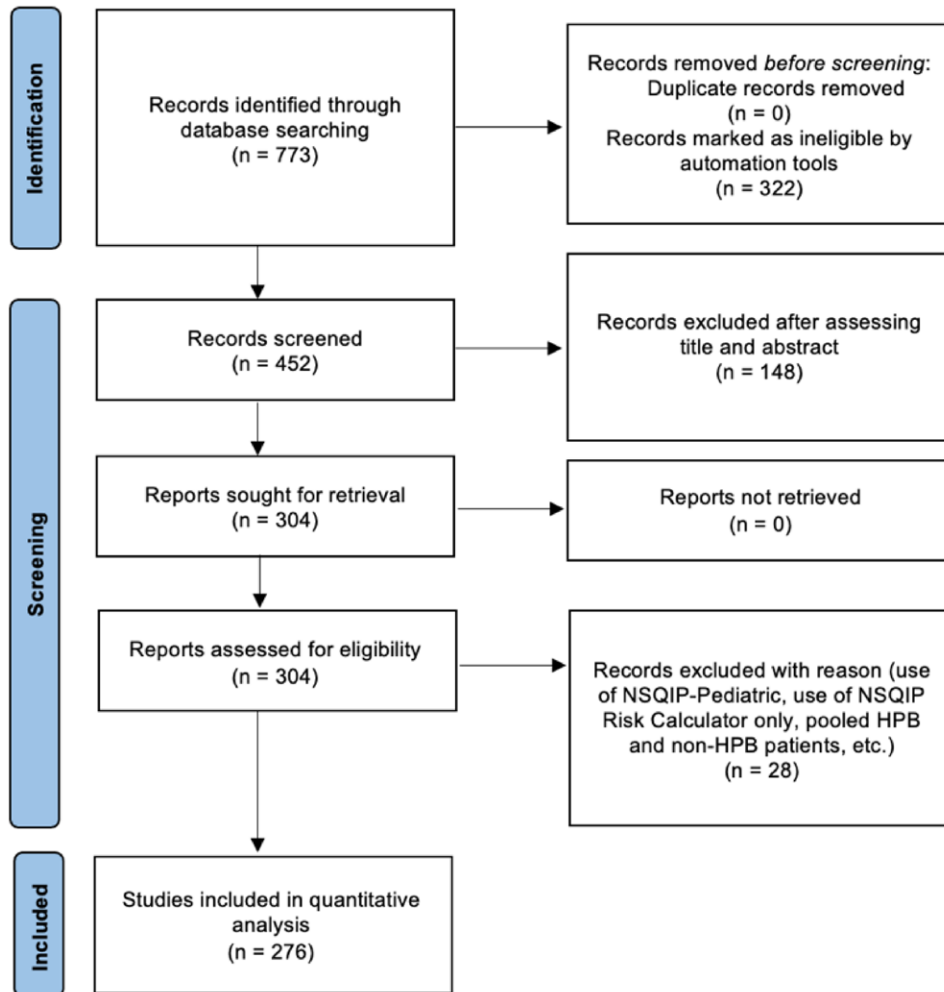 Identification
Records identified through
database searching
(n = 773)
Records removed before screening:
Duplicate records removed
(n = 0)
Records marked as ineligible by
automation tools
(n = 322)
Screening
Records screened
(n = 452)
Records excluded after assessing
title and abstract
(n = 148)
Reports sought for retrieval
(n = 304)
Reports not retrieved
(n = 0)
Reports assessed for eligibility
(n = 304)
Records excluded with reason (use
of NSQIP-Pediatric, use of NSQIP
Risk Calculator only, pooled HPB
and non-HPB patients, etc.)
(n = 28)
Included
Studies included in quantitative
analysis
(n = 276)